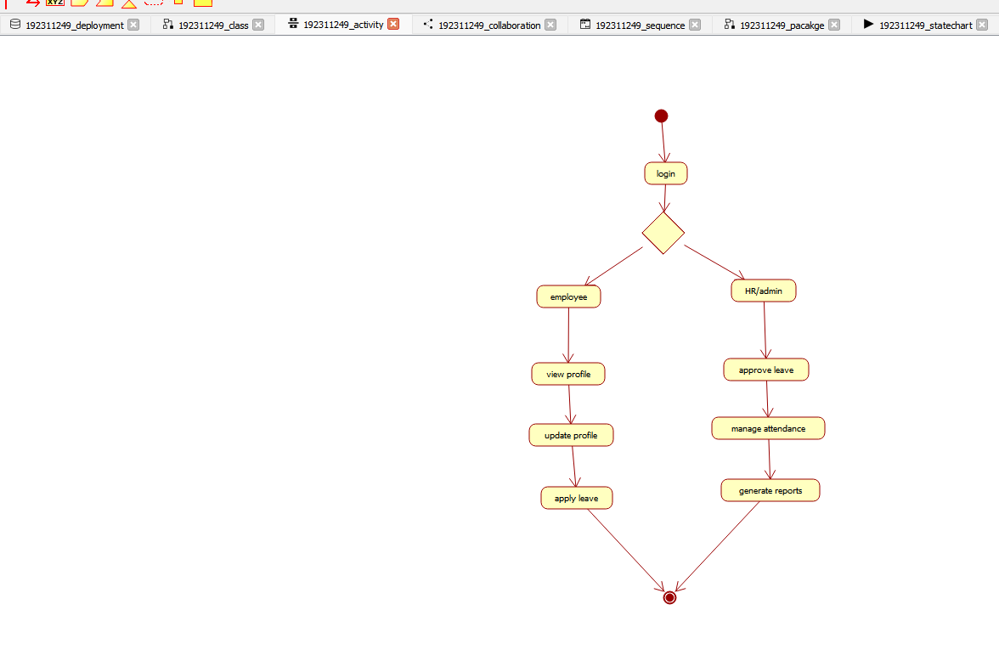 XYZ
192311249_deployment
192311249_class
192311249_activity
192311249_collaboration
192311249_sequence
192311249_pacakge
192311249_statechart
login
employee
HR/admin
view profile
approve leave
update profile
manage attendance
apply leave
generate reports